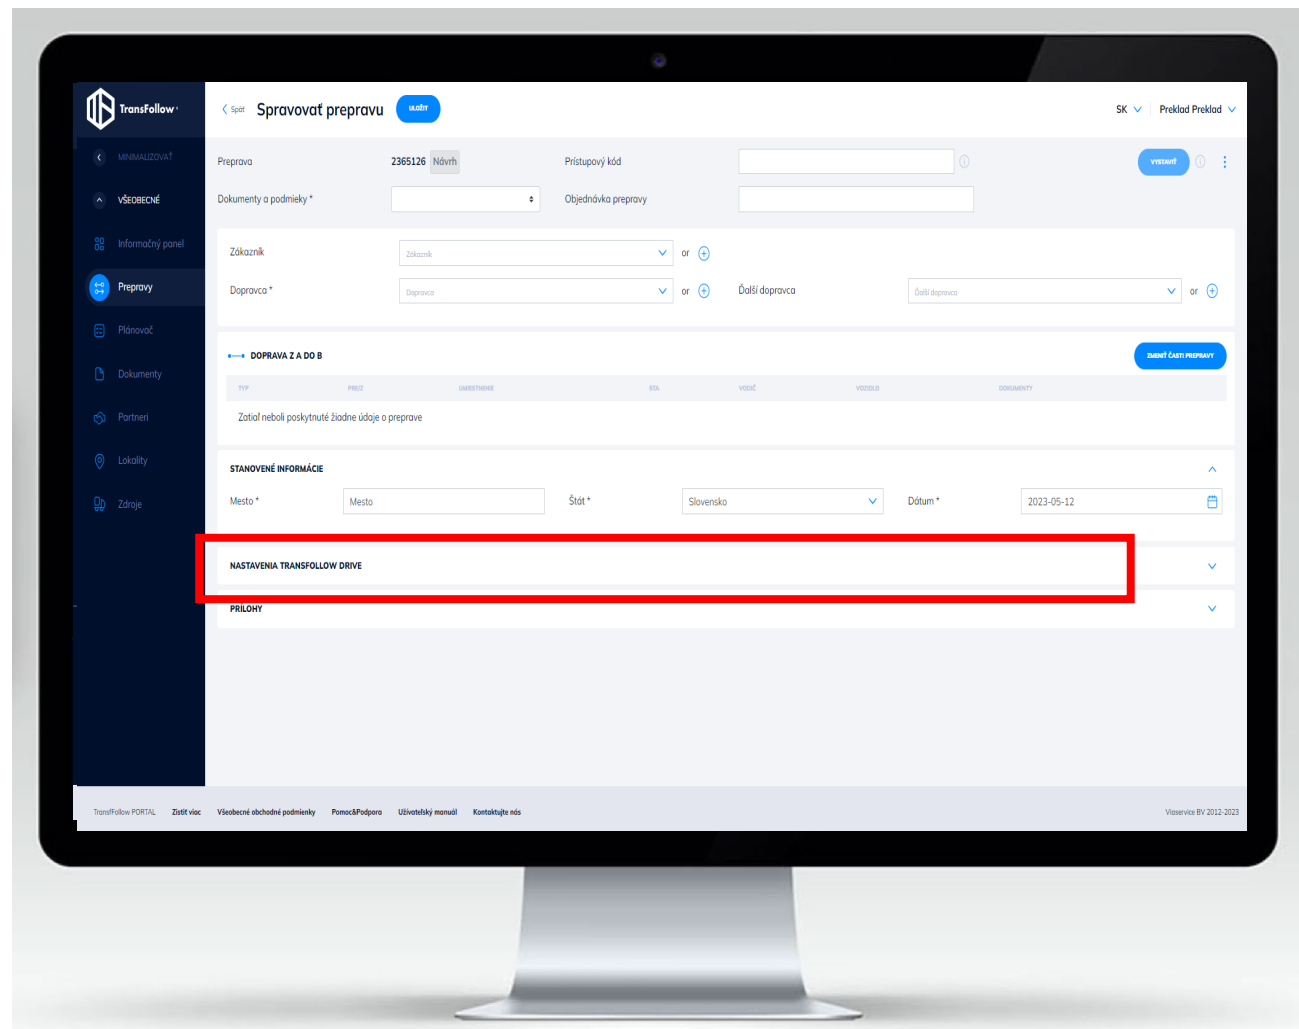 TransFollow
Spät Spravovať prepravu ULOŽIŤ SK Preklad Preklad
MINIMALIZOVAŤ
VŠEOBECNÉ
Informačný panel
Prepravy
Plánovač
Dokumenty
Partneri
Lokality
Zdroje
Preprava 2365126 Návrh Prístupový kód VYSTAVIŤ
Dokumenty a podmieky * Objednávka prepravy
Zákazník Zákazník or
Dopravca * Dopravca or Ďalší dopravca Ďalší dopravca or
DOPRAVA Z A DO B ZMENIŤ ČASTI PREPRAVY
TYP PRE/Z UMIESTNENIE STA VODIČ VOZIDLO DOKUMENTY
Zatiaľ neboli poskytnuté žiadne údaje o preprave
STANOVENÉ INFORMÁCIE
Mesto * Mesto Štát * Slovensko Dátum * 2023-05-12
NASTAVENIA TRANSFOLLOW DRIVE
PRÍLOHY
TransfFollow PORTAL Zistiť viac Všeobecné obchodné podmienky Pomoc&Podpora Užívateľský manuál Kontaktujte nás Viaservice BV 2012-2023